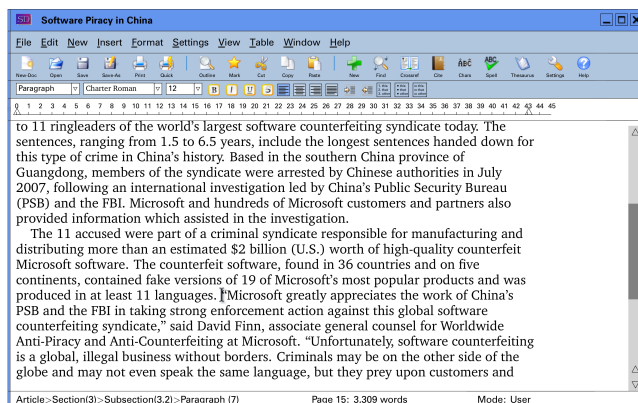 SD Software Piracy in China
File Edit New Insert Format Settings View Table Window Help
New-Doc Open Save Save-As Print Quick Outline Mark Cut Copy Paste New Find Crossref Cite Chars Spell Thesaurus Settings Help
Paragraph Charter Roman 12 B I U
0 1 2 3 4 5 6 7 8 9 10 11 12 13 14 15 16 17 18 19 20 21 22 23 24 25 26 27 28 29 30 31 32 33 34 35 36 37 38 39 40 41 42 43 44 45
to 11 ringleaders of the world's largest software counterfeiting syndicate today. The
sentences, ranging from 1.5 to 6.5 years, include the longest sentences handed down for
this type of crime in China's history. Based in the southern China province of
Guangdong, members of the syndicate were arrested by Chinese authorities in July
2007, following an international investigation led by China's Public Security Bureau
(PSB) and the FBI. Microsoft and hundreds of Microsoft customers and partners also
provided information which assisted in the investigation.
The 11 accused were part of a criminal syndicate responsible for manufacturing and
distributing more than an estimated $2 billion (U.S.) worth of high-quality counterfeit
Microsoft software. The counterfeit software, found in 36 countries and on five
continents, contained fake versions of 19 of Microsoft's most popular products and was
produced in at least 11 languages. “Microsoft greatly appreciates the work of China's
PSB and the FBI in taking strong enforcement action against this global software
counterfeiting syndicate,” said David Finn, associate general counsel for Worldwide
Anti-Piracy and Anti-Counterfeiting at Microsoft. “Unfortunately, software counterfeiting
is a global, illegal business without borders. Criminals may be on the other side of the
globe and may not even speak the same language, but they prey upon customers and
Article>Section(3)>Subsection(3.2)>Paragraph (7) Page 15: 3,309 words Mode: User